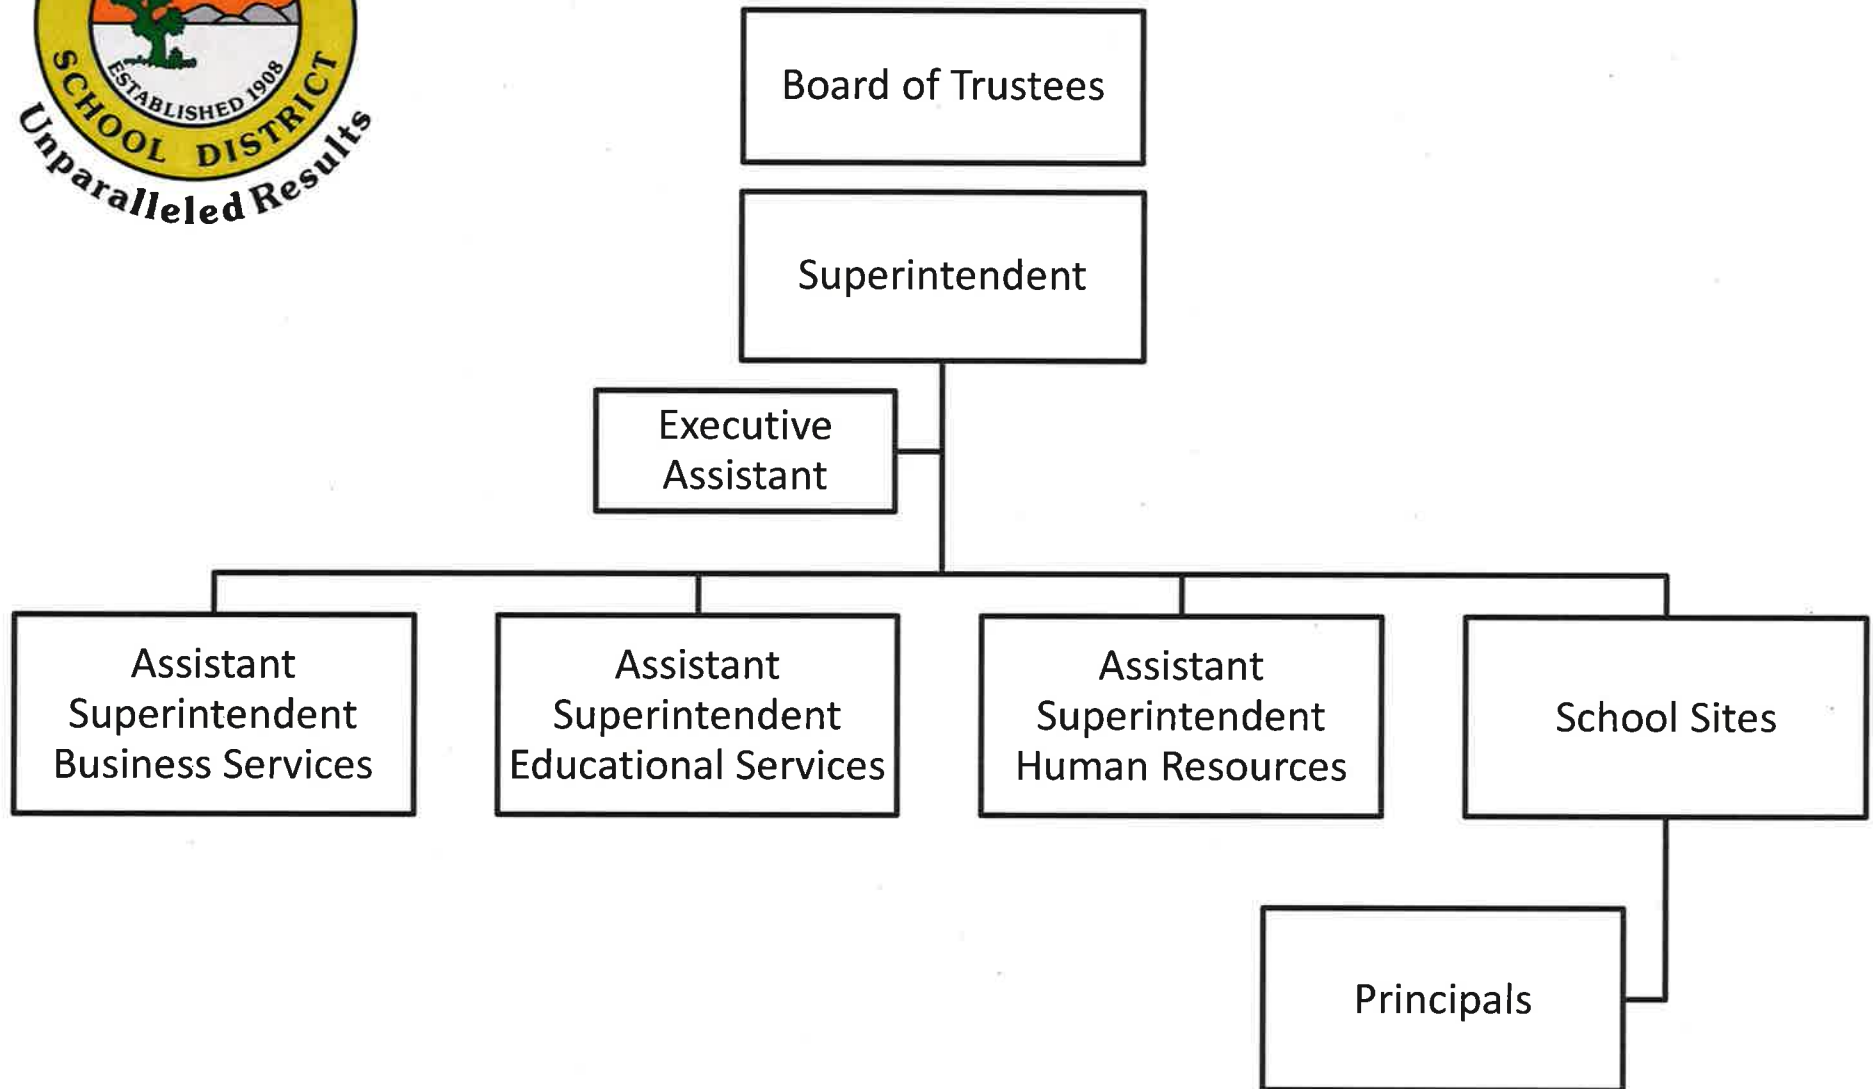 ESTABLISHED 1908
SCHOOL DISTRICT
Unparalleled Results
Board of Trustees
Superintendent
Executive
Assistant
Assistant
Superintendent
Business Services
Assistant
Superintendent
Educational Services
Assistant
Superintendent
Human Resources
School Sites
Principals